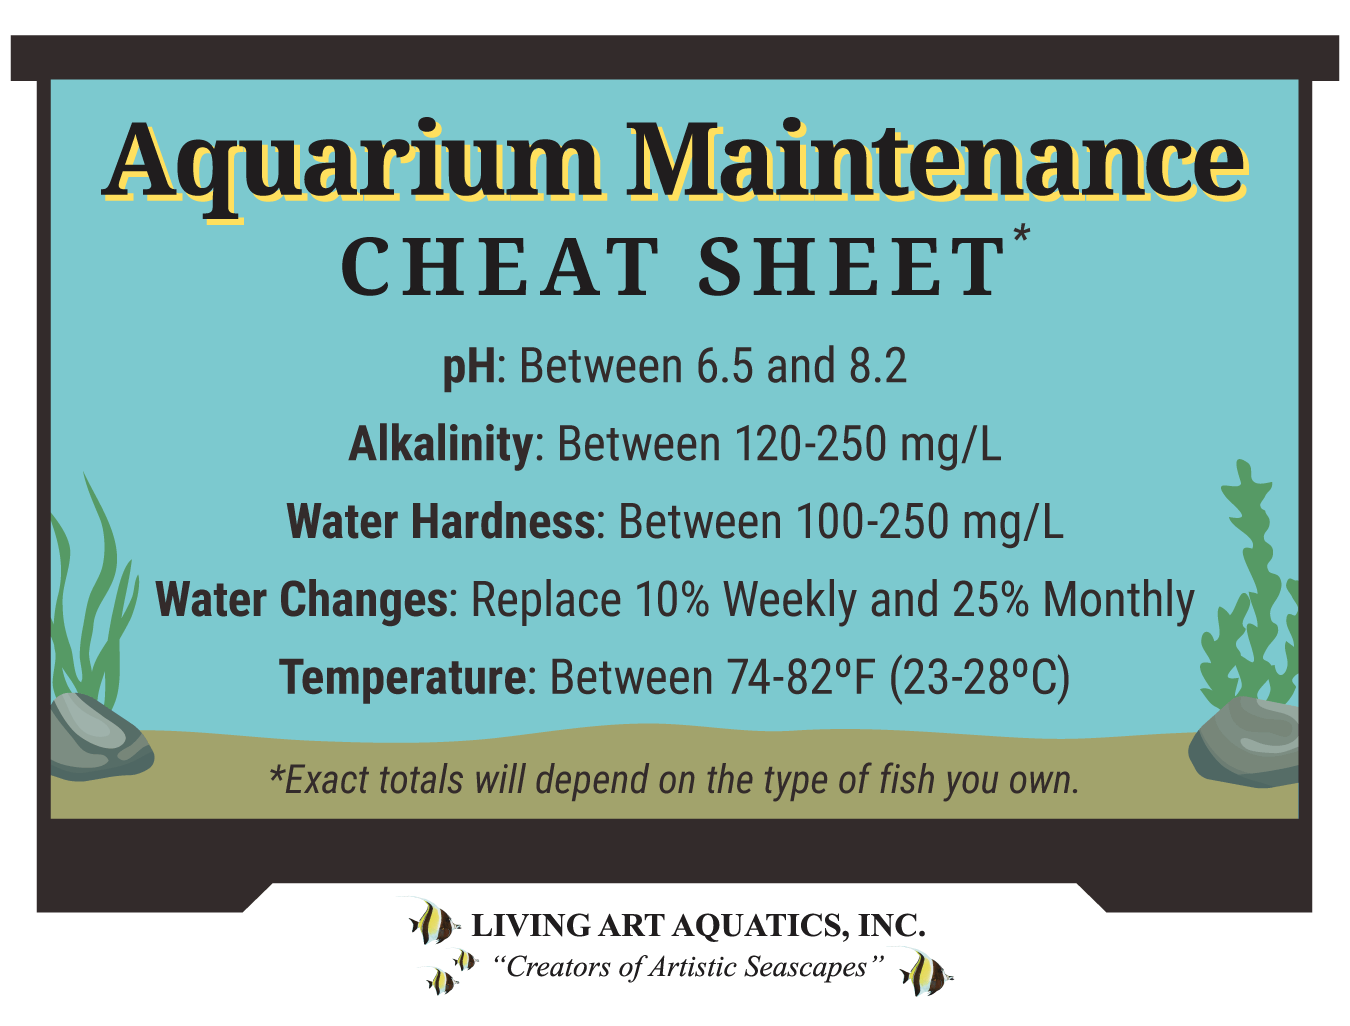 Aquarium Maintenance
CHEAT SHEET*
pH: Between 6.5 and 8.2
Alkalinity: Between 120-250 mg/L
Water Hardness: Between 100-250 mg/L
Water Changes: Replace 10% Weekly and 25% Monthly
Temperature: Between 74-82ºF (23-28ºC)
*Exact totals will depend on the type of fish you own.
LIVING ART AQUATICS, INC.
“Creators of Artistic Seascapes”